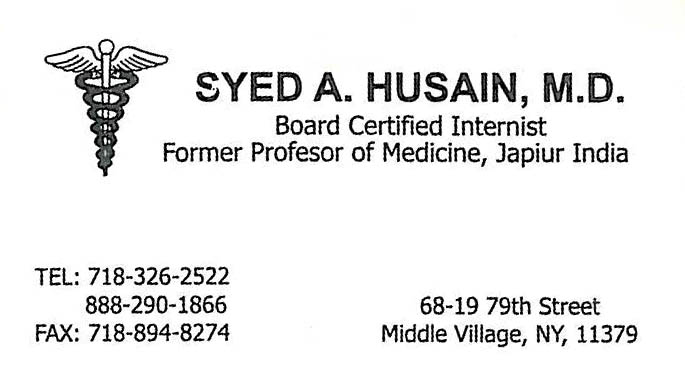 SYED A. HUSAIN, M.D.
Board Certified Internist
Former Profesor of Medicine, Japiur India
TEL: 718-326-2522
888-290-1866
FAX: 718-894-8274
68-19 79th Street
Middle Village, NY, 11379